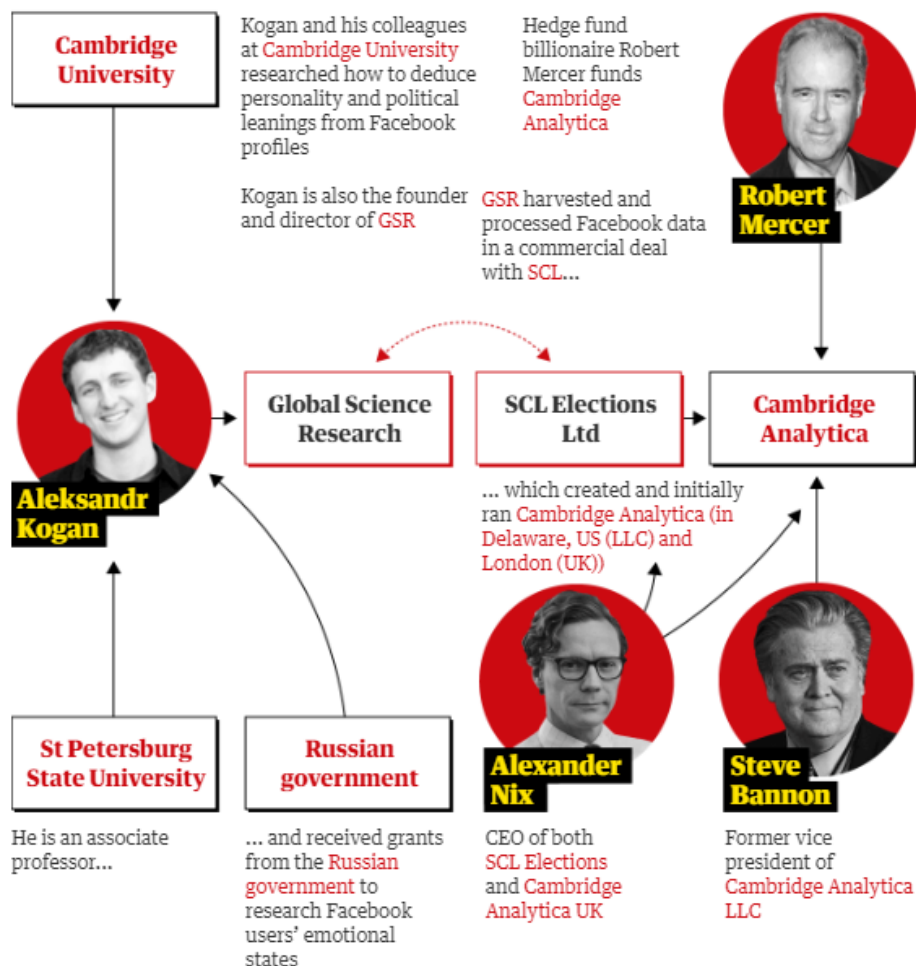 Cambridge
University
Kogan and his colleagues
at Cambridge University
researched how to deduce
personality and political
leanings from Facebook
profiles
Hedge fund
billionaire Robert
Mercer funds
Cambridge
Analytica
Robert
Mercer
Kogan is also the founder
and director of GSR
GSR harvested and
processed Facebook data
in a commercial deal
with SCL...
Aleksandr
Kogan
Global Science
Research
SCL Elections
Ltd
Cambridge
Analytica
... which created and initially
ran Cambridge Analytica (in
Delaware, US (LLC) and
London (UK))
St Petersburg
State University
Russian
government
Alexander
Nix
Steve
Bannon
He is an associate
professor...
... and received grants
from the Russian
government to
research Facebook
users’ emotional
states
CEO of both
SCL Elections
and Cambridge
Analytica UK
Former vice
president of
Cambridge Analytica
LLC